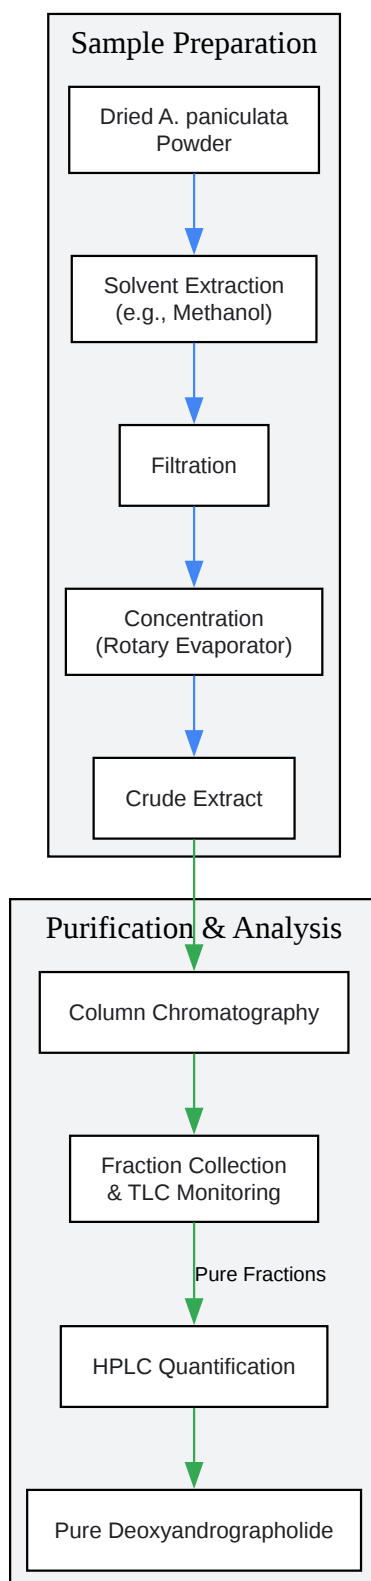 Sample Preparation
Dried A. paniculata
Powder
Solvent Extraction
(e.g., Methanol)
Filtration
Concentration
(Rotary Evaporator)
Crude Extract
Purification & Analysis
Column Chromatography
Fraction Collection
& TLC Monitoring
Pure Fractions
HPLC Quantification
Pure Deoxyandrographolide